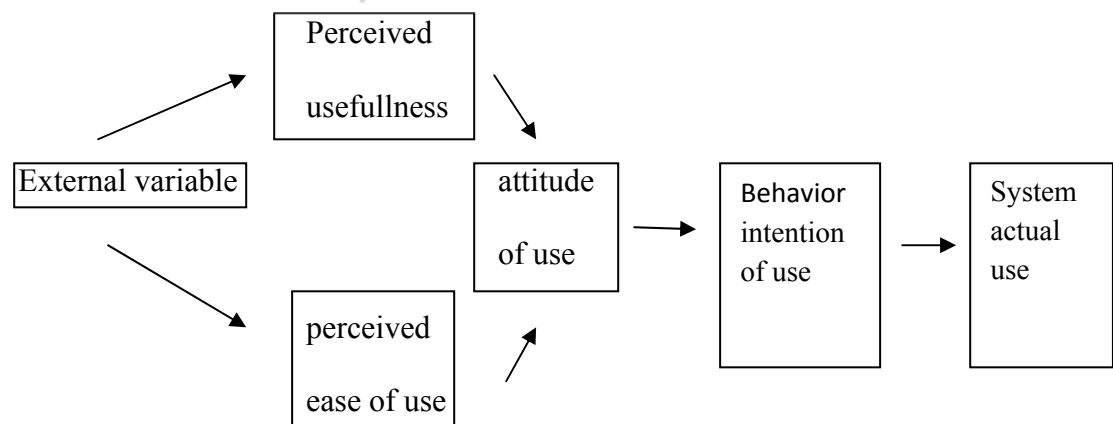 Perceived
usefullness
External variable
attitude
of use
Behavior
intention
of use
System
actual
use
perceived
ease of use